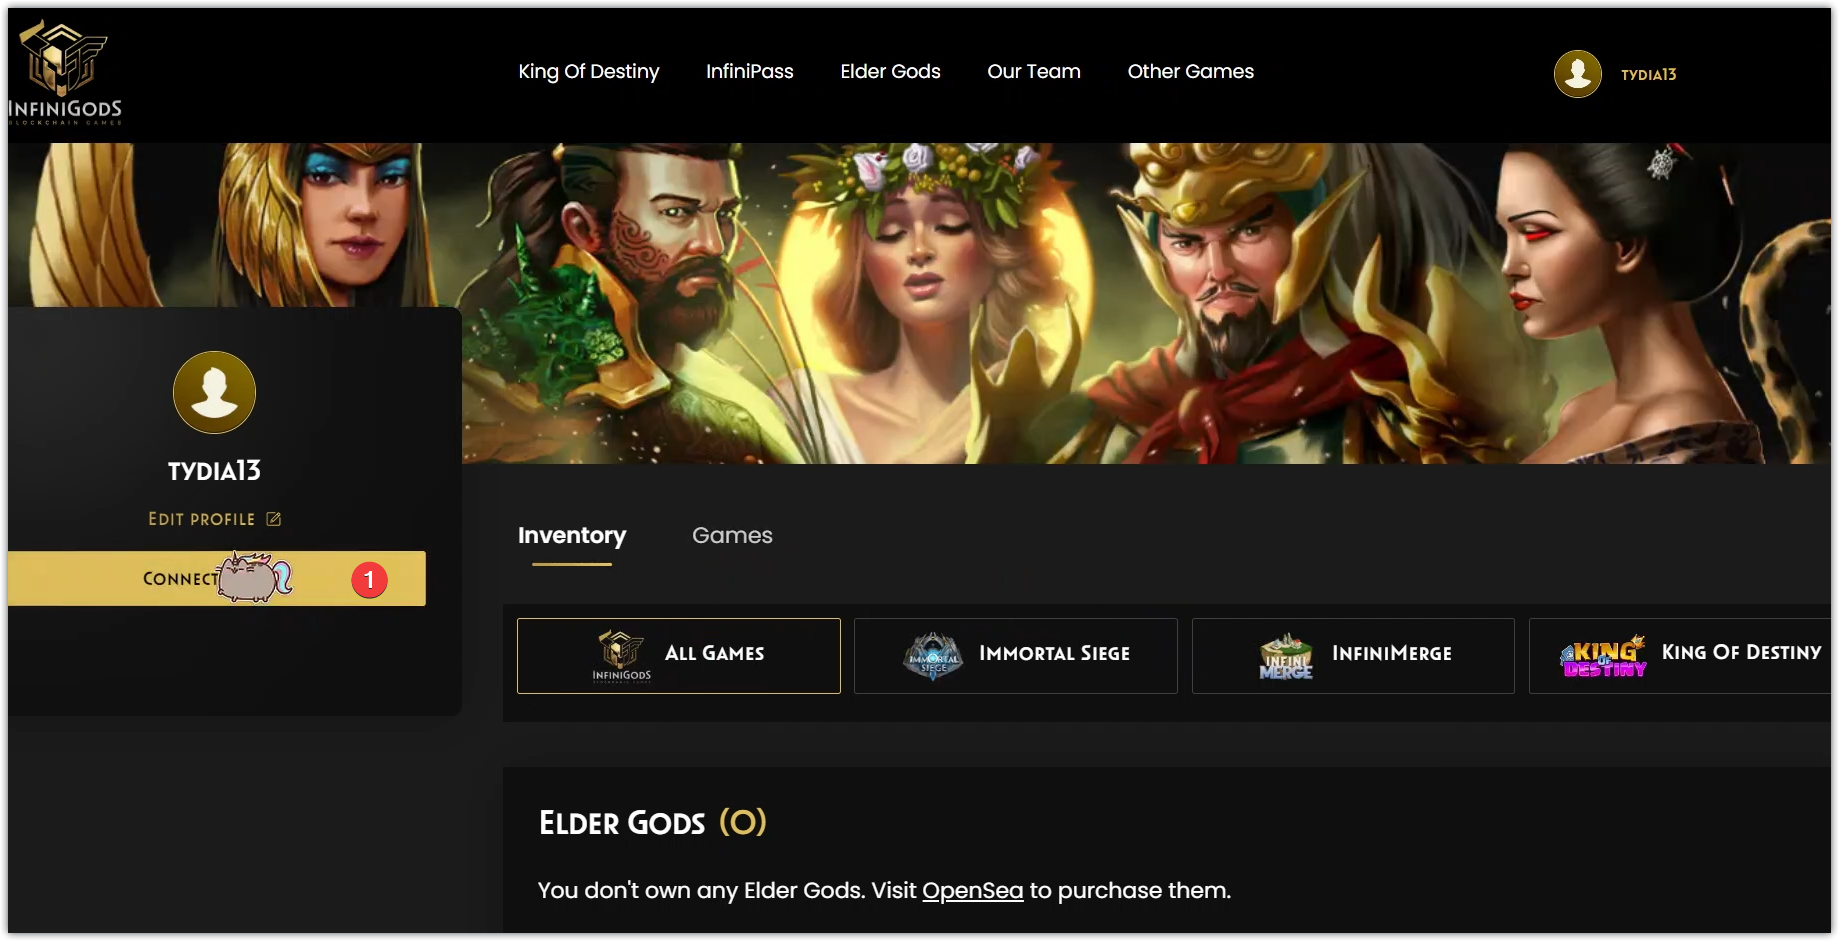 INFINIGODS
BLOCKCHAIN GAMES
King Of Destiny
InfiniPass
Elder Gods
Our Team
Other Games
TYDIA13
TYDIA13
EDIT PROFILE
CONNECT
1
Inventory
Games
INFINIGODS
BLOCKCHAIN GAMES
ALL GAMES
IMMORTAL
SIEGE
IMMORTAL SIEGE
INFINI
MERGE
INFINIMERGE
KING
OF
DESTINY
KING OF DESTINY
ELDER GODS (0)
You don't own any Elder Gods. Visit OpenSea to purchase them.